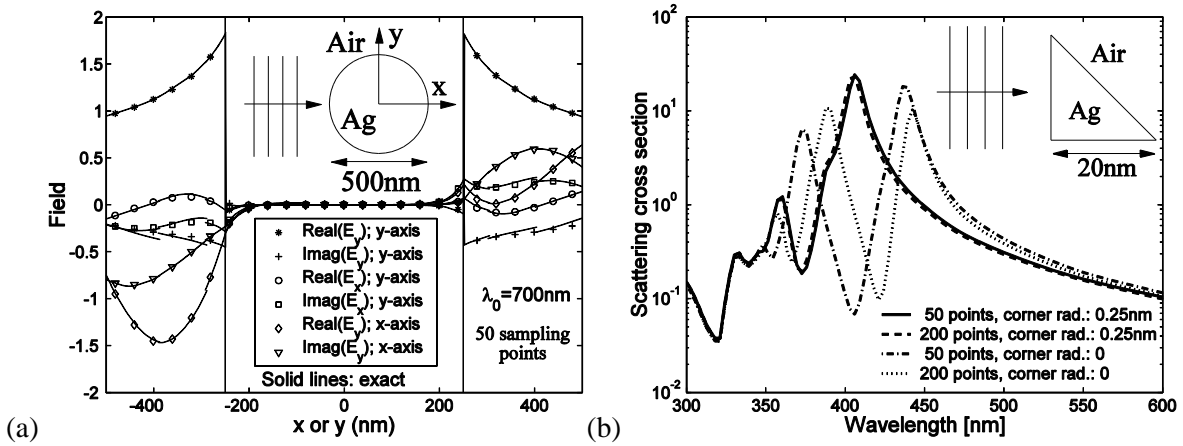 2
1.5
1
0.5
0
-0.5
-1
-1.5
-2
Field
-400 -200 0 200 400
x or y (nm)
Air
y
x
Ag
500nm
Real(Ey); y-axis
Imag(Ey); y-axis
Real(Ex); y-axis
Imag(Ex); y-axis
Real(Ey); x-axis
Imag(Ey); x-axis
Solid lines: exact
λ0=700nm
50 sampling
points
(a)
10^2
10^1
10^0
10^-1
10^-2
Scattering cross section
300 350 400 450 500 550 600
Wavelength [nm]
Air
Ag
20nm
50 points, corner rad.: 0.25nm
200 points, corner rad.: 0.25nm
50 points, corner rad.: 0
200 points, corner rad.: 0
(b)